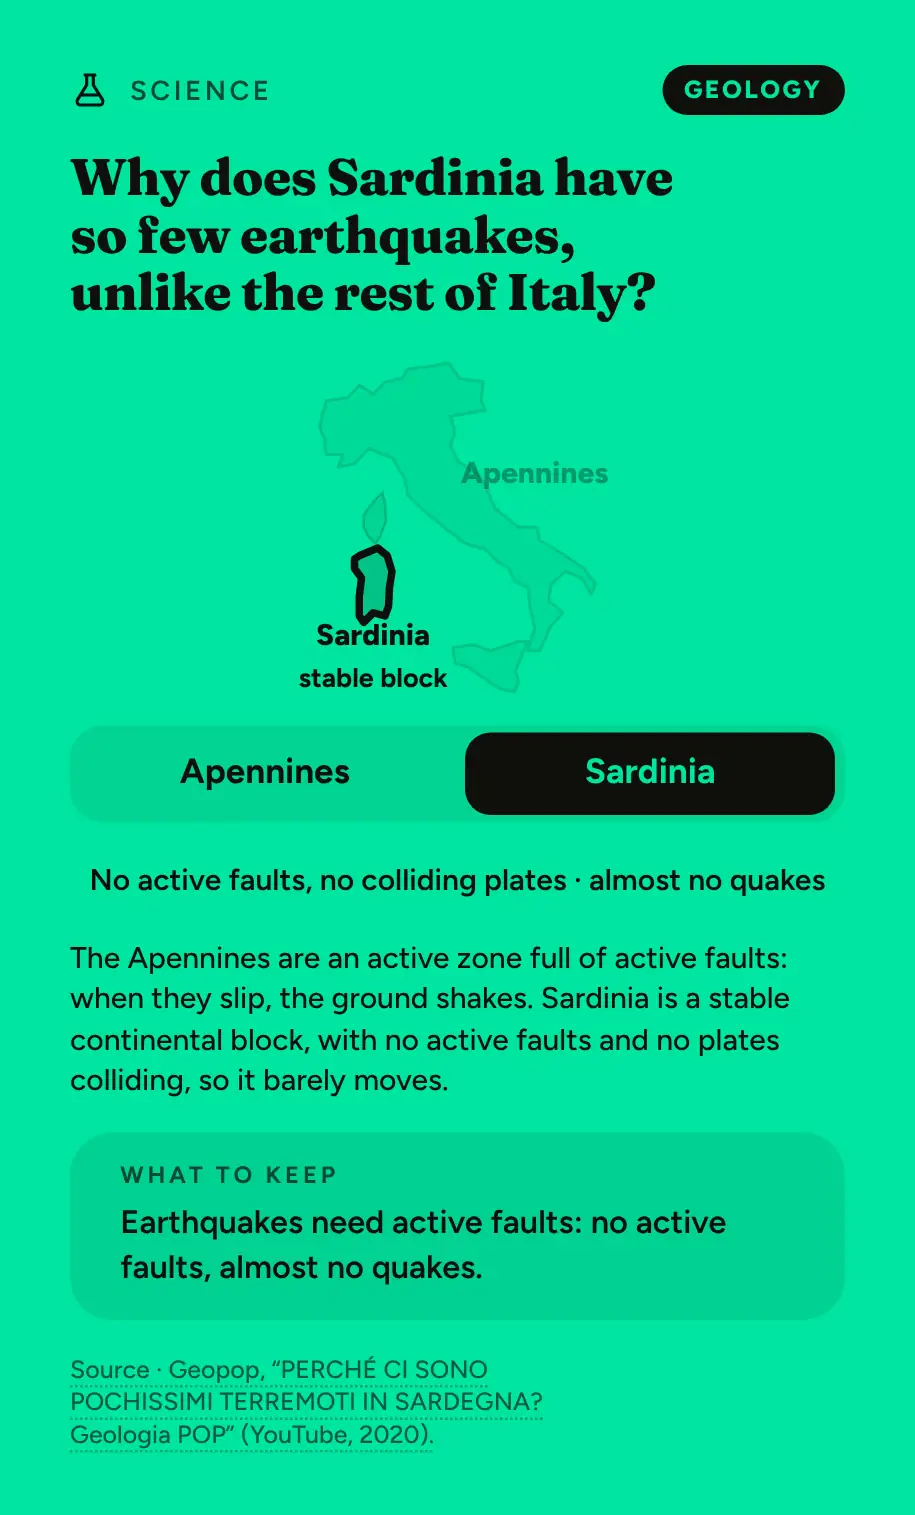 SCIENCE
GEOLOGY
Why does Sardinia have
so few earthquakes,
unlike the rest of Italy?
Apennines
Sardinia
stable block
Apennines
Sardinia
No active faults, no colliding plates · almost no quakes
The Apennines are an active zone full of active faults:
when they slip, the ground shakes. Sardinia is a stable
continental block, with no active faults and no plates
colliding, so it barely moves.
WHAT TO KEEP
Earthquakes need active faults: no active
faults, almost no quakes.
Source · Geopop, “PERCHÉ CI SONO
POCHISSIMI TERREMOTI IN SARDEGNA?
Geologia POP” (YouTube, 2020).